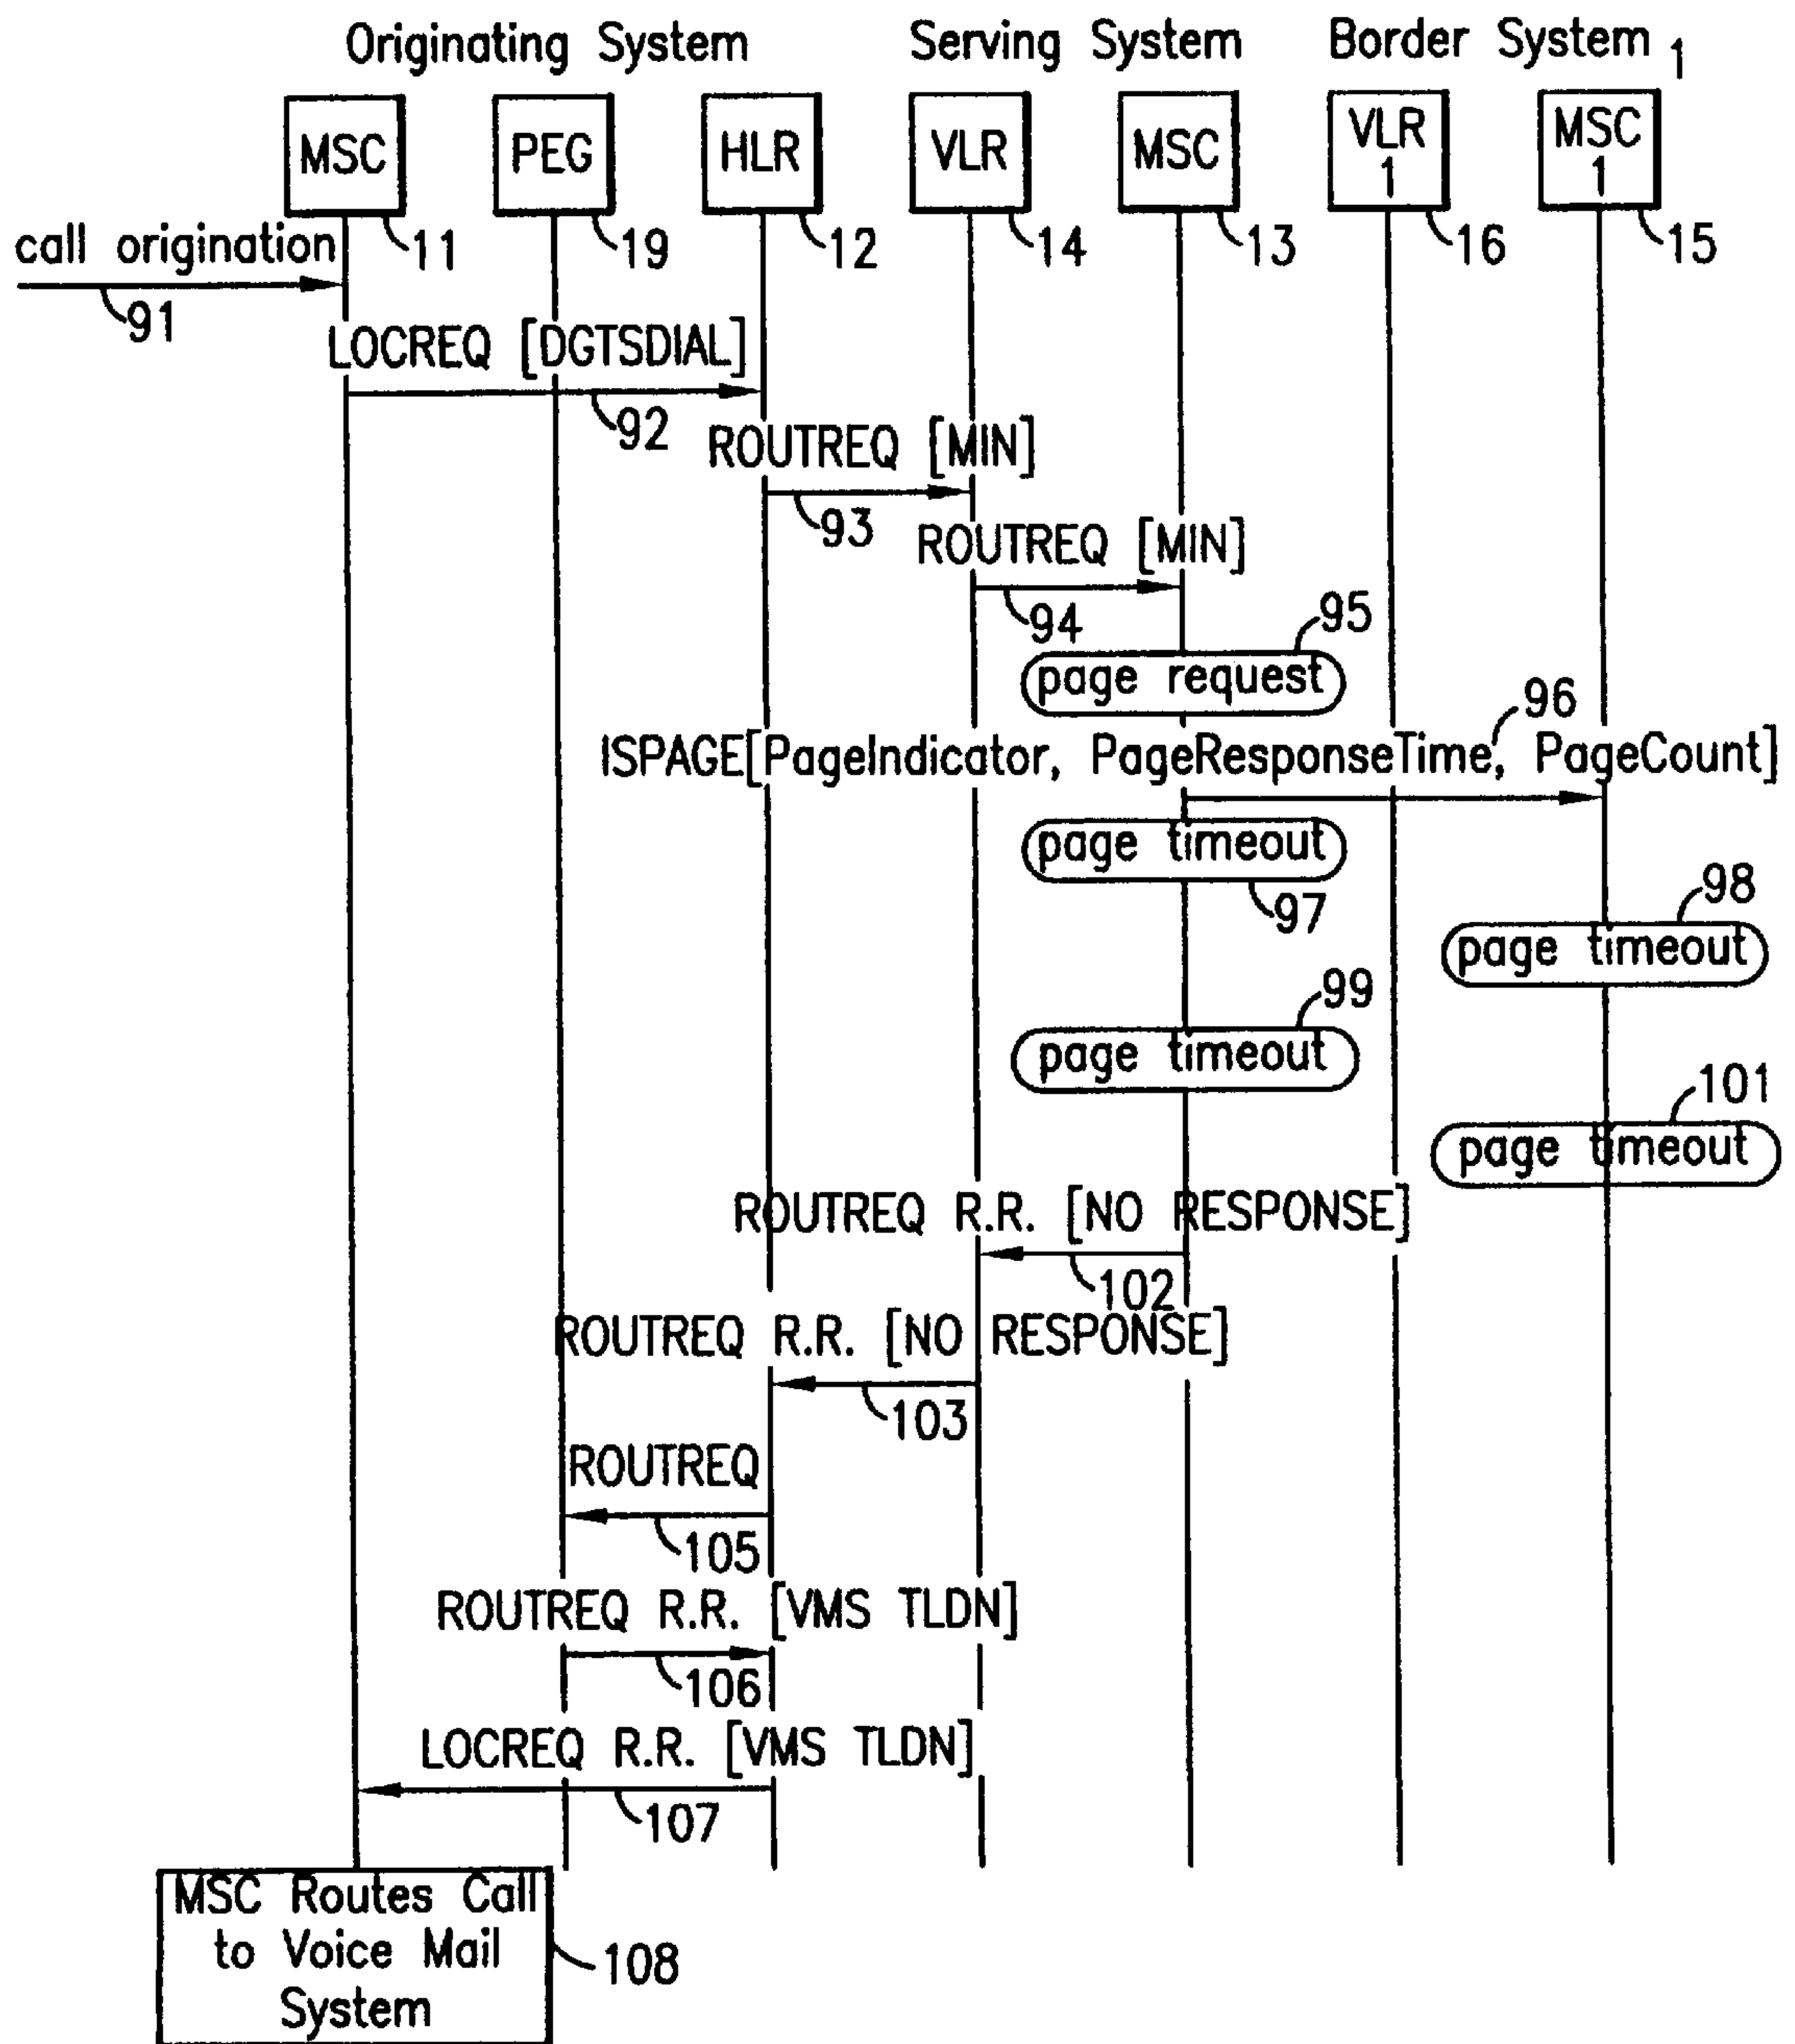 Originating System Serving System Border System 1
MSC PEG HLR VLR MSC VLR 1 MSC 1
11 19 12 14 13 16 15
call origination
91
LOCREQ [DGTSDIAL]
92
ROUTREQ [MIN]
93
ROUTREQ [MIN]
94
95
page request
96
ISPAGE[PageIndicator, PageResponseTime, PageCount]
page timeout
97
98
page timeout
99
page timeout
101
page timeout
ROUTREQ R.R. [NO RESPONSE]
102
ROUTREQ R.R. [NO RESPONSE]
103
ROUTREQ
105
ROUTREQ R.R. [VMS TLDN]
106
LOCREQ R.R. [VMS TLDN]
107
MSC Routes Call
to Voice Mail
System
108